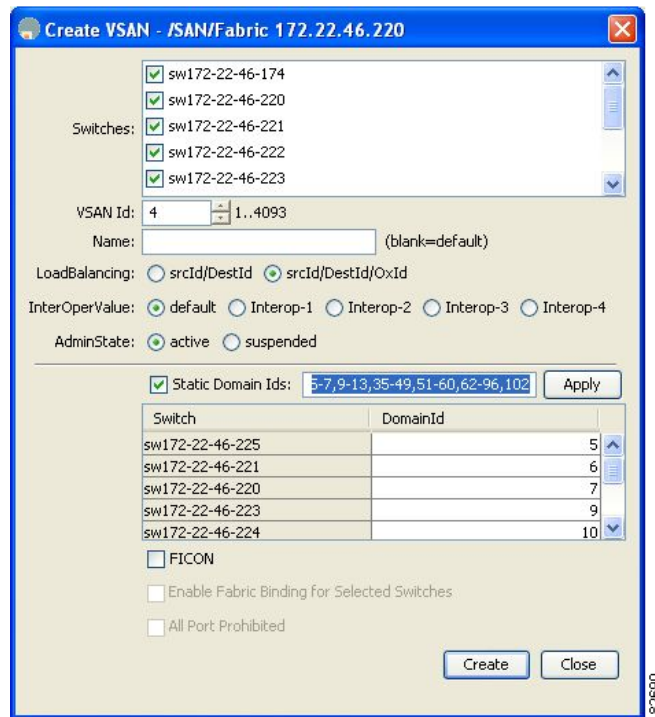 Create VSAN - /SAN/Fabric 172.22.46.220
Switches:
sw172-22-46-174
sw172-22-46-220
sw172-22-46-221
sw172-22-46-222
sw172-22-46-223
VSAN Id: 4 1..4093
Name: (blank=default)
LoadBalancing: srcId/DestId srcId/DestId/OxId
InterOperValue: default Interop-1 Interop-2 Interop-3 Interop-4
AdminState: active suspended
Static Domain Ids: 5-7,9-13,35-49,51-60,62-96,102 Apply
Switch DomainId
sw172-22-46-225 5
sw172-22-46-221 6
sw172-22-46-220 7
sw172-22-46-223 9
sw172-22-46-224 10
FICON
Enable Fabric Binding for Selected Switches
All Port Prohibited
Create Close